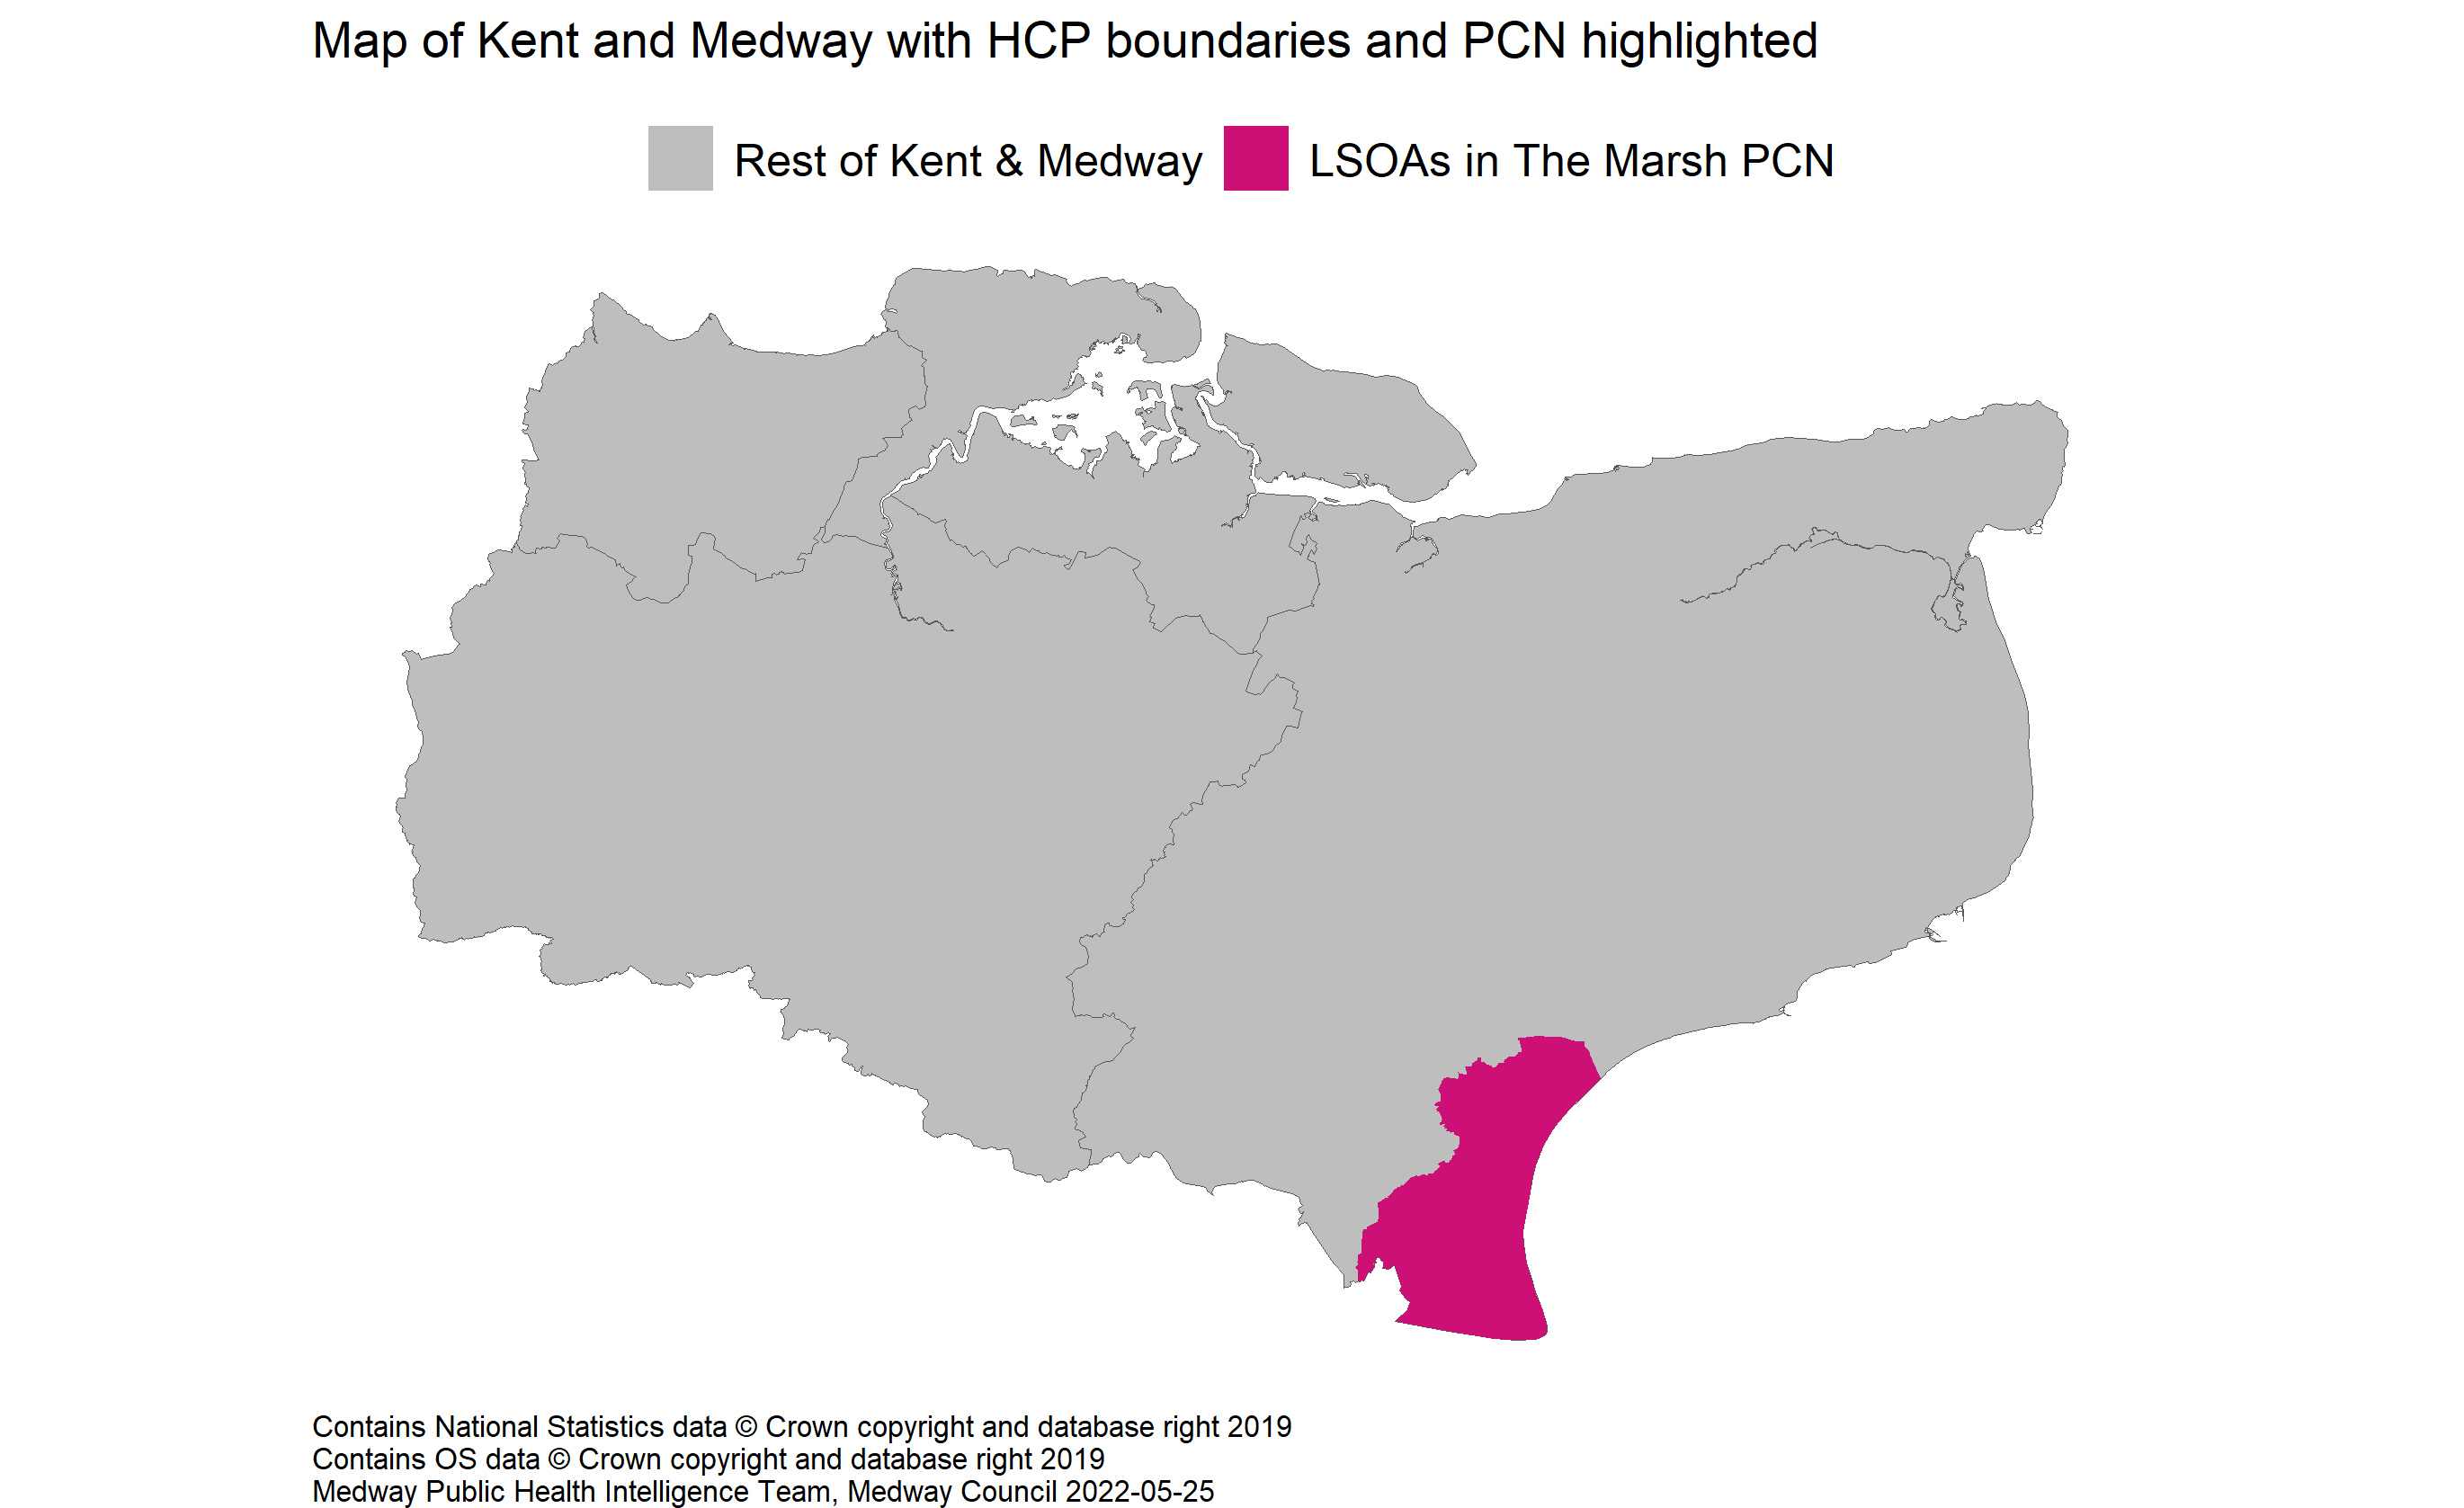 Map of Kent and Medway with HCP boundaries and PCN highlighted
Rest of Kent & Medway LSOAs in The Marsh PCN
Contains National Statistics data © Crown copyright and database right 2019
Contains OS data © Crown copyright and database right 2019
Medway Public Health Intelligence Team, Medway Council 2022-05-25